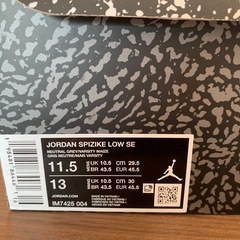 JORDAN SPIZIKE LOW SE
NEUTRAL GREY/VARSITY MAIZE
GRIS NEUTRE/MAIS VARSITY
11.5 UK 10.5 CM 29.5
BR 43.5 EUR 45.5
13 UK 10.5 CM 30
BR 43.5 EUR 45.5
IM7425 004